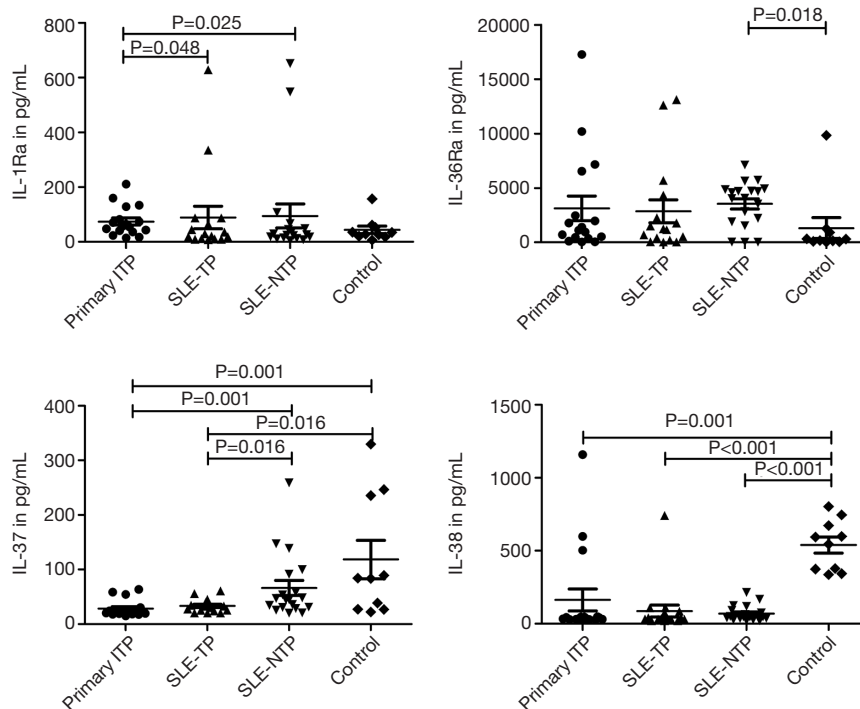 P=0.025
P=0.048
IL-1Ra in pg/mL
800
600
400
200
0
Primary ITP
SLE-TP
SLE-NTP
Control
P=0.018
IL-36Ra in pg/mL
20000
15000
10000
5000
0
Primary ITP
SLE-TP
SLE-NTP
Control
P=0.001
P=0.001
P=0.016
P=0.016
IL-37 in pg/mL
400
300
200
100
0
Primary ITP
SLE-TP
SLE-NTP
Control
P=0.001
P<0.001
P<0.001
IL-38 in pg/mL
1500
1000
500
0
Primary ITP
SLE-TP
SLE-NTP
Control